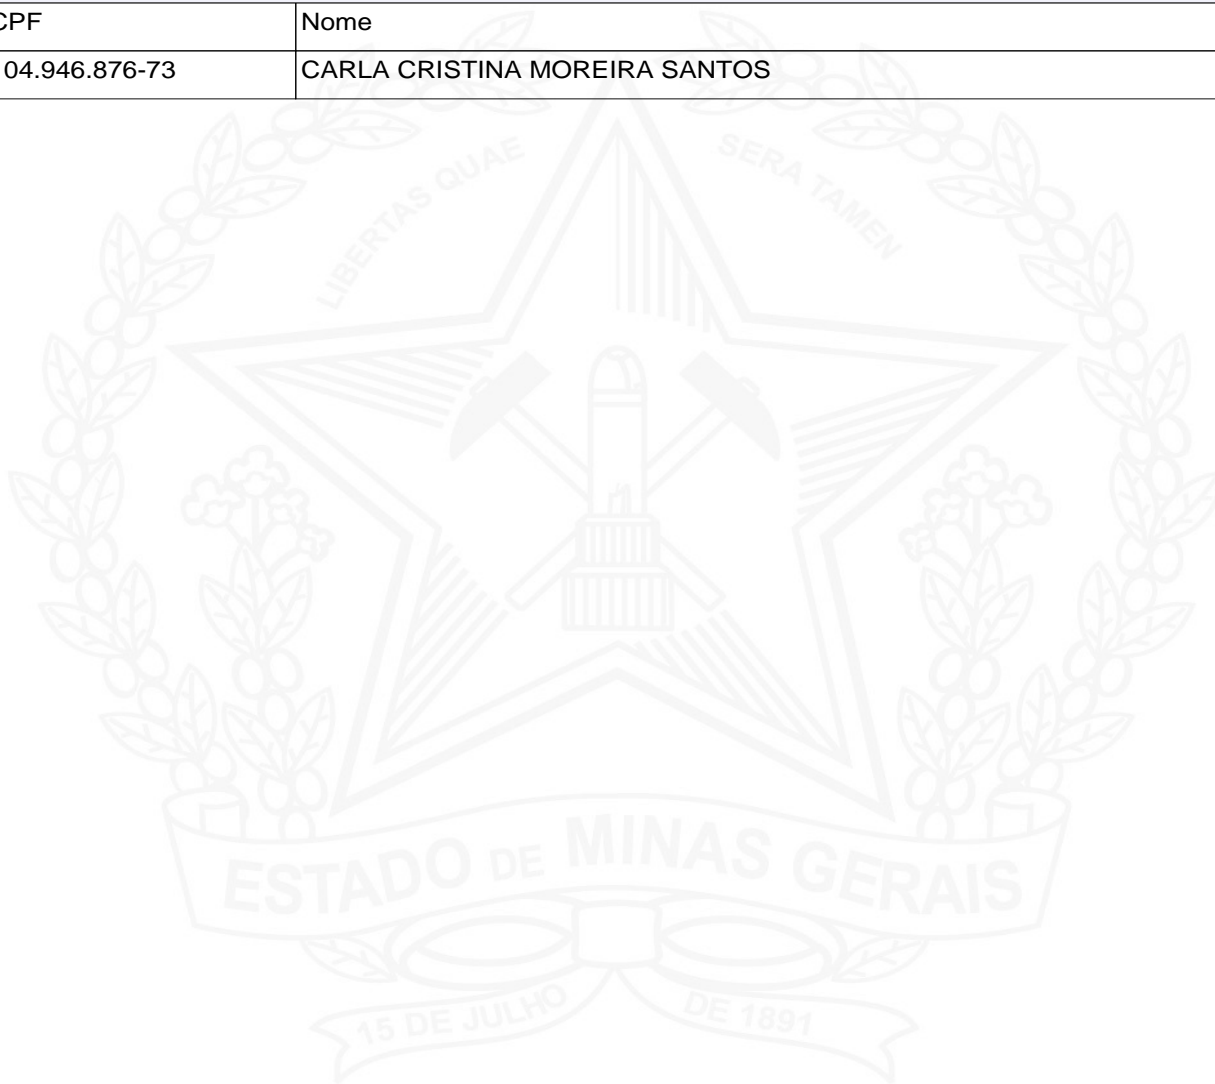 CPF Nome
04.946.876-73 CARLA CRISTINA MOREIRA SANTOS
LIBERTAS QUAE SERA TAMEN
ESTADO DE MINAS GERAIS
15 DE JULHO DE 1891